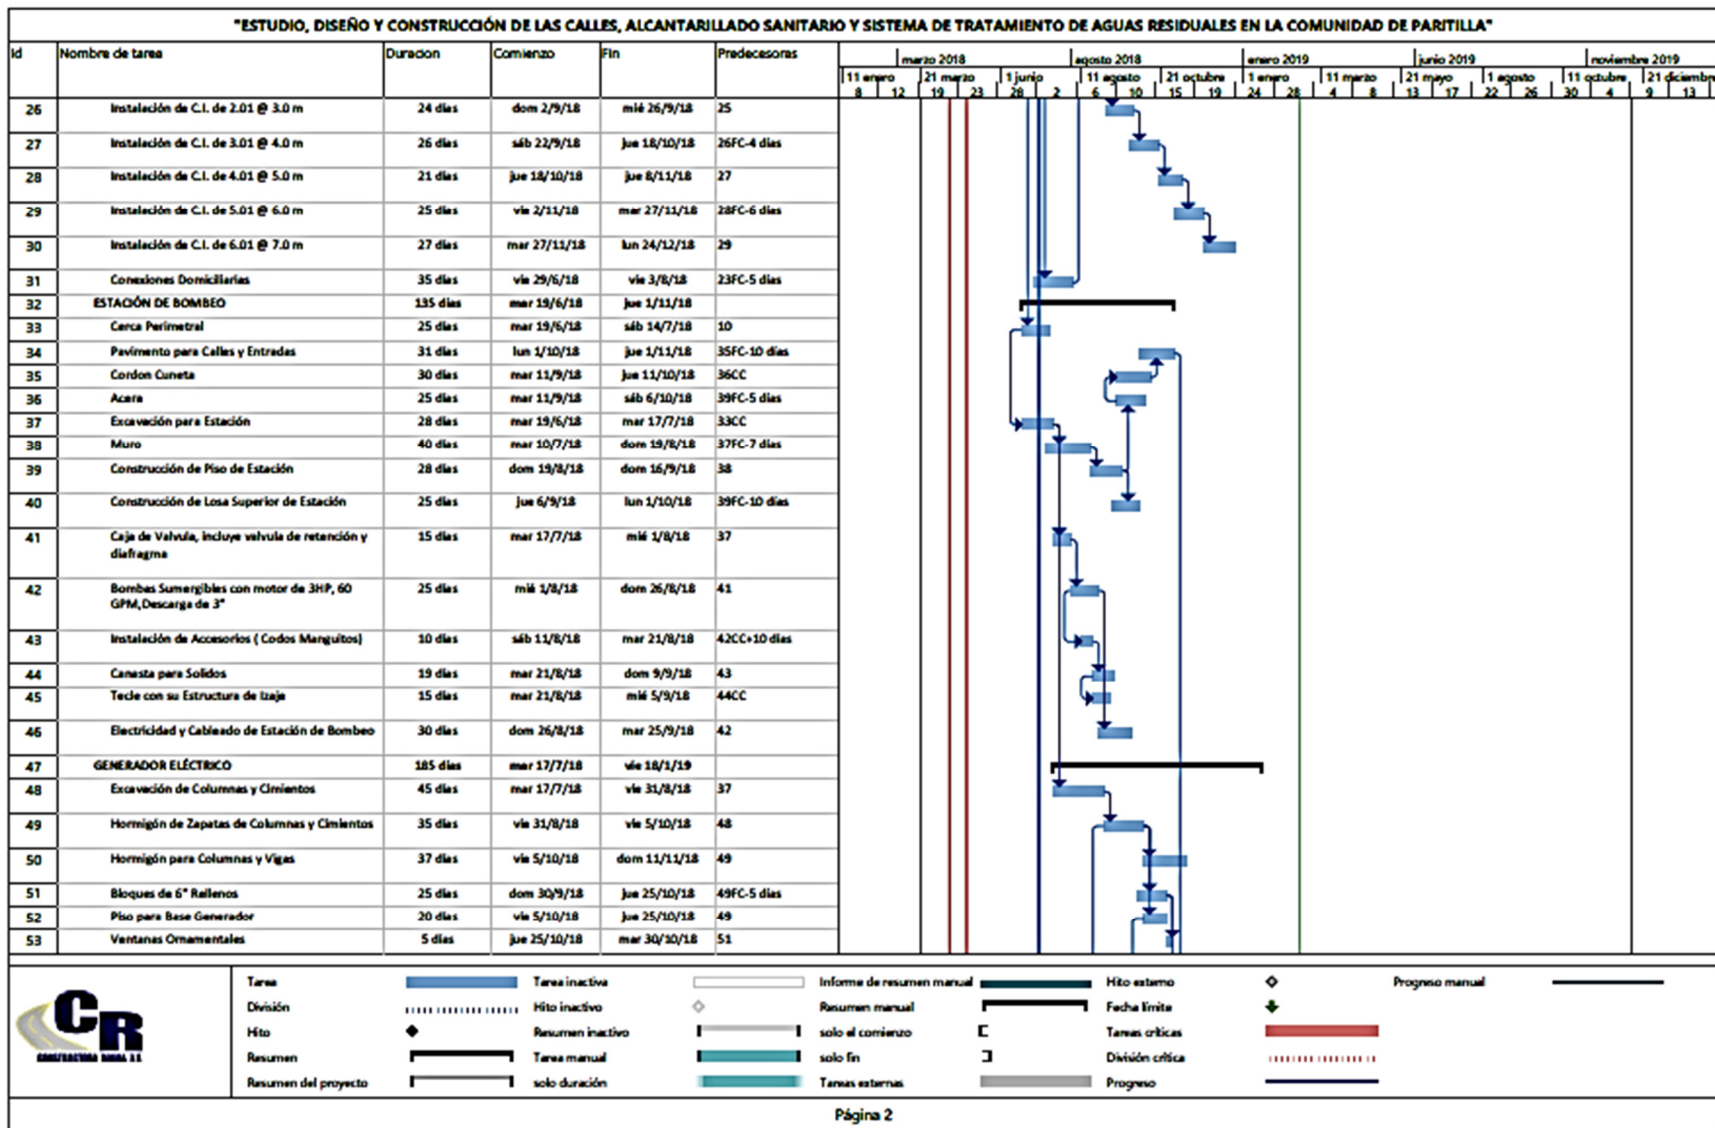 "ESTUDIO, DISEÑO Y CONSTRUCCIÓN DE LAS CALLES, ALCANTARILLADO SANITARIO Y SISTEMA DE TRATAMIENTO DE AGUAS RESIDUALES EN LA COMUNIDAD DE PARITILLA"
Id Nombre de tarea Duracion Comienzo Fin Predecesoras
marzo 2018 agosto 2018 enero 2019 junio 2019 noviembre 2019
11 enero 21 marzo 1 junio 11 agosto 21 octubre 1 enero 11 marzo 21 mayo 1 agosto 11 octubre 21 diciembre
8 12 19 23 28 2 6 10 15 19 24 28 4 8 13 17 22 26 30 4 9 13
26 Instalación de C.I. de 2.01 @ 3.0 m 24 días dom 2/9/18 mié 26/9/18 25
27 Instalación de C.I. de 3.01 @ 4.0 m 26 días sáb 22/9/18 jue 18/10/18 26FC-4 días
28 Instalación de C.I. de 4.01 @ 5.0 m 21 días jue 18/10/18 jue 8/11/18 27
29 Instalación de C.I. de 5.01 @ 6.0 m 25 días vie 2/11/18 mar 27/11/18 28FC-6 días
30 Instalación de C.I. de 6.01 @ 7.0 m 27 días mar 27/11/18 lun 24/12/18 29
31 Conexiones Domiciliarias 35 días vie 29/6/18 vie 3/8/18 23FC-5 días
32 ESTACIÓN DE BOMBEO 135 días mar 19/6/18 jue 1/11/18
33 Cerca Perimetral 25 días mar 19/6/18 sáb 14/7/18 10
34 Pavimento para Calles y Entradas 31 días lun 1/10/18 jue 1/11/18 35FC-10 días
35 Cordon Cuneta 30 días mar 11/9/18 jue 11/10/18 36CC
36 Acera 25 días mar 11/9/18 sáb 6/10/18 39FC-5 días
37 Excavación para Estación 28 días mar 19/6/18 mar 17/7/18 33CC
38 Muro 40 días mar 10/7/18 dom 19/8/18 37FC-7 días
39 Construcción de Piso de Estación 28 días dom 19/8/18 dom 16/9/18 38
40 Construcción de Losa Superior de Estación 25 días jue 6/9/18 lun 1/10/18 39FC-10 días
41 Caja de Valvula, incluye valvula de retención y 15 días mar 17/7/18 mié 1/8/18 37
diafragma
42 Bombas Sumergibles con motor de 3HP, 60 25 días mié 1/8/18 dom 26/8/18 41
GPM,Descarga de 3"
43 Instalación de Accesorios ( Codos Manguitos) 10 días sáb 11/8/18 mar 21/8/18 42CC+10 días
44 Canasta para Solidos 19 días mar 21/8/18 dom 9/9/18 43
45 Tecle con su Estructura de Izaje 15 días mar 21/8/18 mié 5/9/18 44CC
46 Electricidad y Cableado de Estación de Bombeo 30 días dom 26/8/18 mar 25/9/18 42
47 GENERADOR ELÉCTRICO 185 días mar 17/7/18 vie 18/1/19
48 Excavación de Columnas y Cimientos 45 días mar 17/7/18 vie 31/8/18 37
49 Hormigón de Zapatas de Columnas y Cimientos 35 días vie 31/8/18 vie 5/10/18 48
50 Hormigón para Columnas y Vigas 37 días vie 5/10/18 dom 11/11/18 49
51 Bloques de 6" Rellenos 25 días dom 30/9/18 jue 25/10/18 49FC-5 días
52 Piso para Base Generador 20 días vie 5/10/18 jue 25/10/18 49
53 Ventanas Ornamentales 5 días jue 25/10/18 mar 30/10/18 51
CR
CONSTRUCTORA RODSA S.A.
Tarea Tarea inactiva Informe de resumen manual Hito externo Progreso manual
División Hito inactivo Resumen manual Fecha límite
Hito Resumen inactivo solo el comienzo Tareas críticas
Resumen Tarea manual solo fin División crítica
Resumen del proyecto solo duración Tareas externas Progreso
Página 2